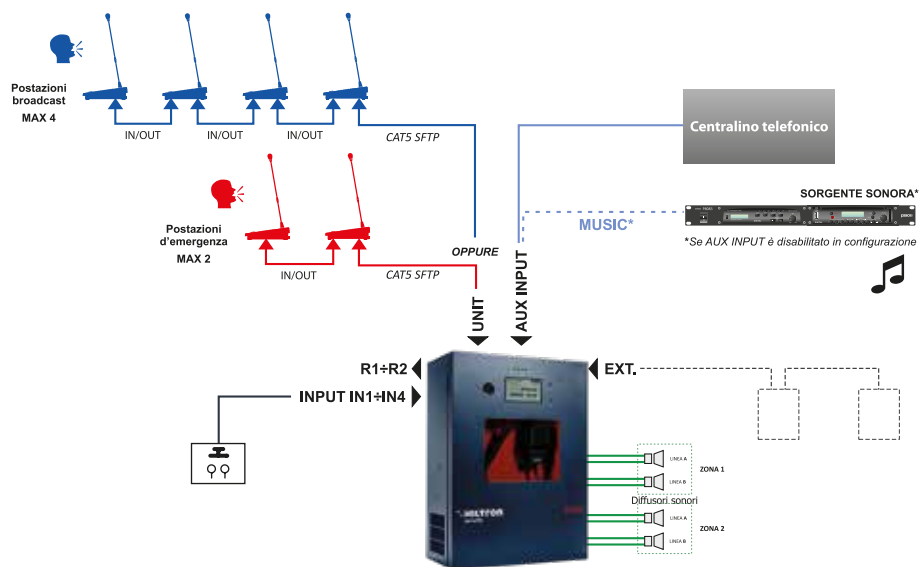 Postazioni
broadcast
MAX 4
IN/OUT
IN/OUT
IN/OUT
CAT5 SFTP
Centralino telefonico
SORGENTE SONORA*
MUSIC*
*Se AUX INPUT è disabilitato in configurazione
Postazioni
d'emergenza
MAX 2
IN/OUT
CAT5 SFTP
OPPURE
UNIT
AUX INPUT
R1÷R2
EXT.
INPUT IN1÷IN4
LINEA A
ZONA 1
LINEA B
Diffusori sonori
LINEA A
ZONA 2
LINEA B